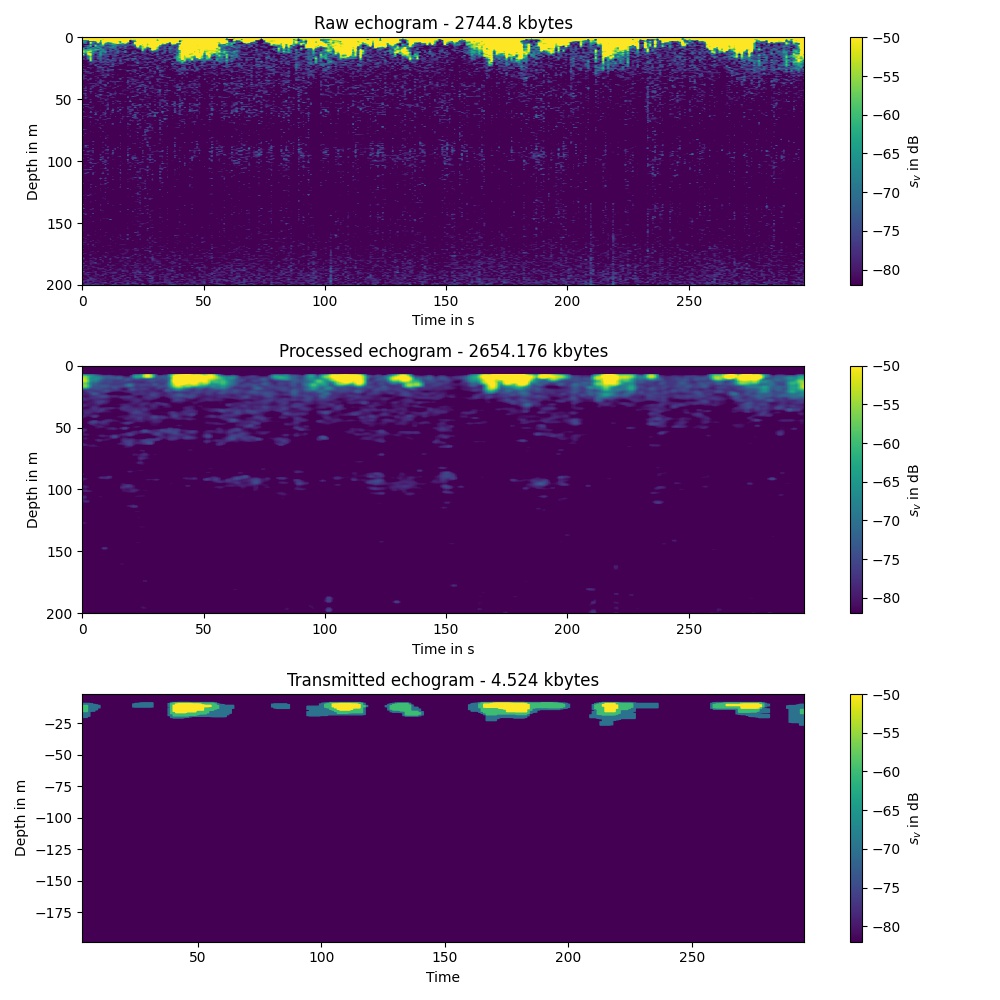 Raw echogram - 2744.8 kbytes
0
50
100
150
200
Depth in m
0 50 100 150 200 250
Time in s
−50
−55
−60
−65
−70
−75
−80
sv in dB
Processed echogram - 2654.176 kbytes
0
50
100
150
200
Depth in m
0 50 100 150 200 250
Time in s
−50
−55
−60
−65
−70
−75
−80
sv in dB
Transmitted echogram - 4.524 kbytes
−25
−50
−75
−100
−125
−150
−175
Depth in m
50 100 150 200 250
Time
−50
−55
−60
−65
−70
−75
−80
sv in dB